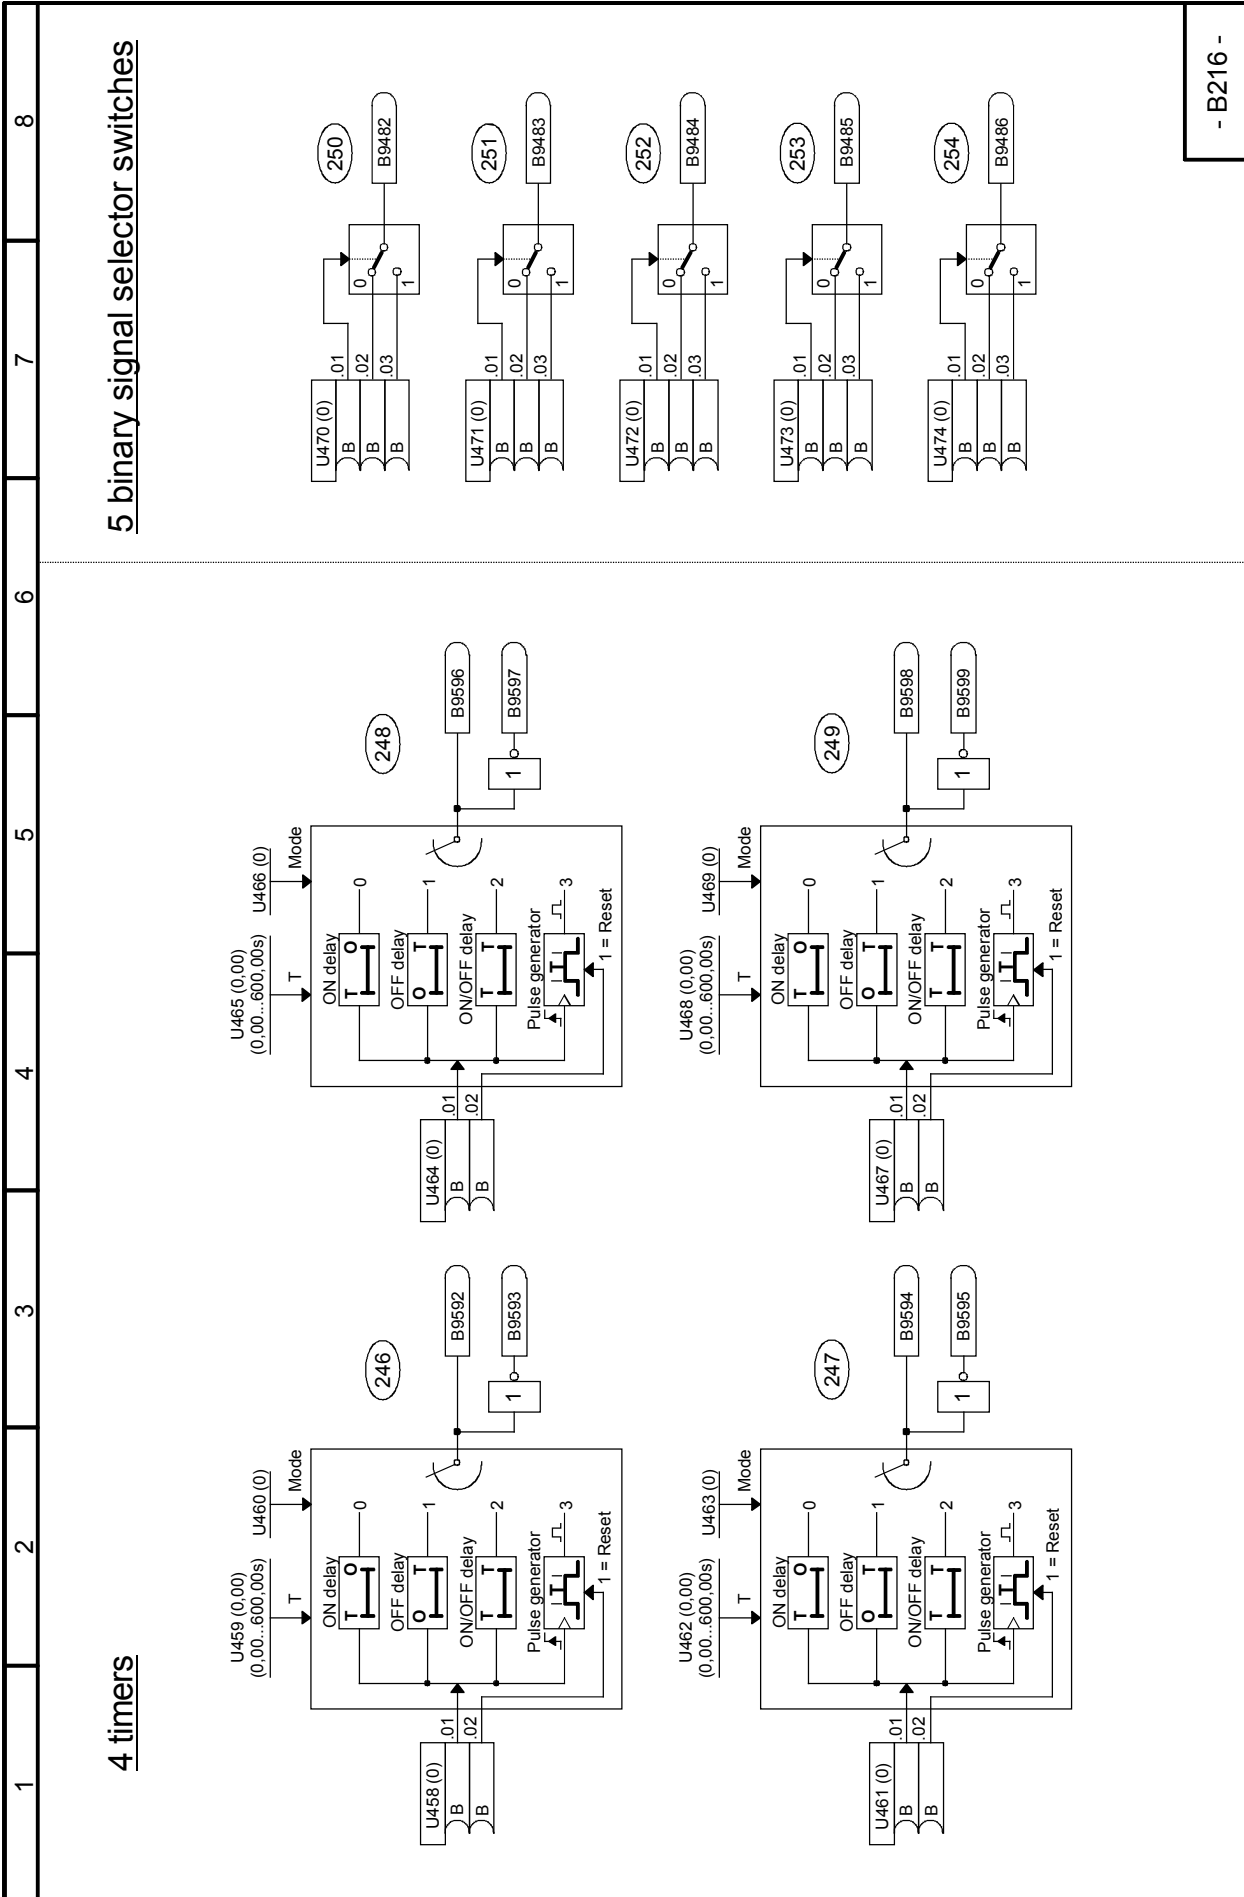 1
2
3
4
5
6
7
8
4 timers
5 binary signal selector switches
U459 (0,00)
(0,00...600,00s)
U460 (0)
T
Mode
ON delay
T O
0
OFF delay
O T
1
ON/OFF delay
T T
2
Pulse generator
T
3
1 = Reset
U458 (0)
B
.01
B
.02
246
B9592
1
B9593
U465 (0,00)
(0,00...600,00s)
U466 (0)
T
Mode
ON delay
T O
0
OFF delay
O T
1
ON/OFF delay
T T
2
Pulse generator
T
3
1 = Reset
U464 (0)
B
.01
B
.02
248
B9596
1
B9597
U462 (0,00)
(0,00...600,00s)
U463 (0)
T
Mode
ON delay
T O
0
OFF delay
O T
1
ON/OFF delay
T T
2
Pulse generator
T
3
1 = Reset
U461 (0)
B
.01
B
.02
247
B9594
1
B9595
U468 (0,00)
(0,00...600,00s)
U469 (0)
T
Mode
ON delay
T O
0
OFF delay
O T
1
ON/OFF delay
T T
2
Pulse generator
T
3
1 = Reset
U467 (0)
B
.01
B
.02
249
B9598
1
B9599
250
U470 (0)
B
.01
B
.02
B
.03
0
1
B9482
251
U471 (0)
B
.01
B
.02
B
.03
0
1
B9483
252
U472 (0)
B
.01
B
.02
B
.03
0
1
B9484
253
U473 (0)
B
.01
B
.02
B
.03
0
1
B9485
254
U474 (0)
B
.01
B
.02
B
.03
0
1
B9486
- B216 -